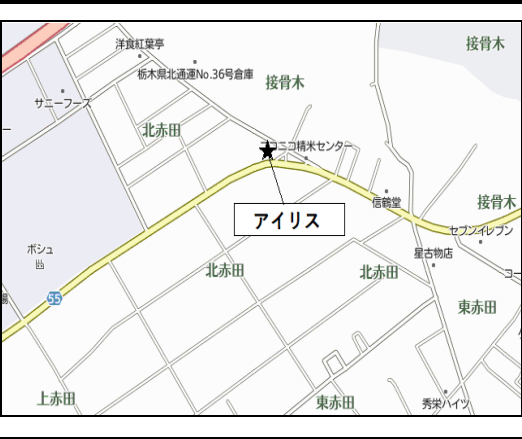 洋食紅葉亭
接骨木
栃木県北通運No.36号倉庫
接骨木
サニーフーズ
北赤田
ニコニコ精米センター
信鶴堂
接骨木
アイリス
セブンイレブン
ボシュ
星古物店
北赤田
北赤田
コー
55
東赤田
上赤田
東赤田
秀栄ハイツ